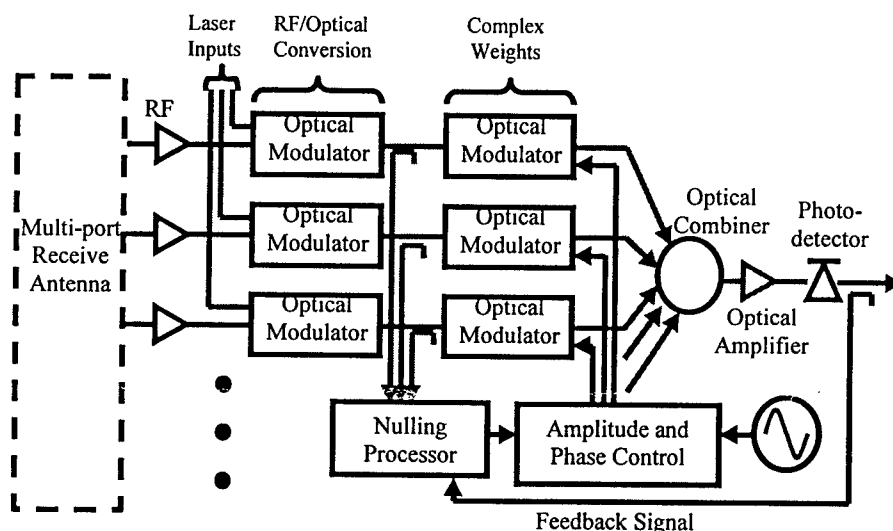 Laser
Inputs
RF/Optical
Conversion
Complex
Weights
RF
Optical
Modulator
Optical
Modulator
Optical
Combiner
Photo-
detector
Multi-port
Receive
Antenna
Optical
Modulator
Optical
Modulator
Optical
Modulator
Optical
Modulator
Optical
Amplifier
Nulling
Processor
Amplitude and
Phase Control
Feedback Signal